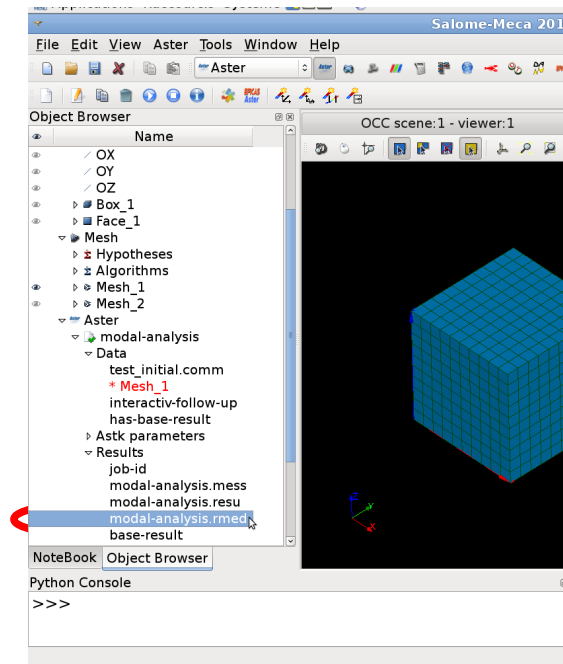 Salome-Meca 201
File Edit View Aster Tools Window Help
Aster
Object Browser
Name
OX
OY
OZ
Box_1
Face_1
Mesh
Hypotheses
Algorithms
Mesh_1
Mesh_2
Aster
modal-analysis
Data
test_initial.comm
* Mesh_1
interactiv-follow-up
has-base-result
Astk parameters
Results
job-id
modal-analysis.mess
modal-analysis.resu
modal-analysis.rmed
base-result
NoteBook Object Browser
OCC scene:1 - viewer:1
Z
Y
X
Python Console
>>>